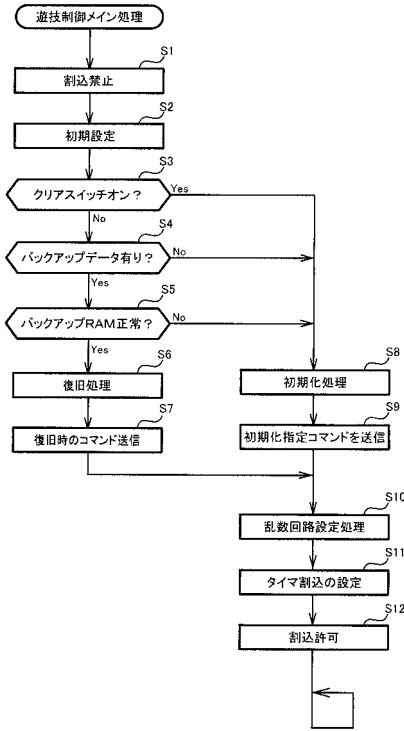 遊技制御メイン処理
S1
割込禁止
S2
初期設定
S3
クリアスイッチオン？
Yes
No
S4
バックアップデータ有り？
No
Yes
S5
バックアップRAM正常？
No
Yes
S6
復旧処理
S7
復旧時のコマンド送信
S8
初期化処理
S9
初期化指定コマンドを送信
S10
乱数回路設定処理
S11
タイマ割込の設定
S12
割込許可